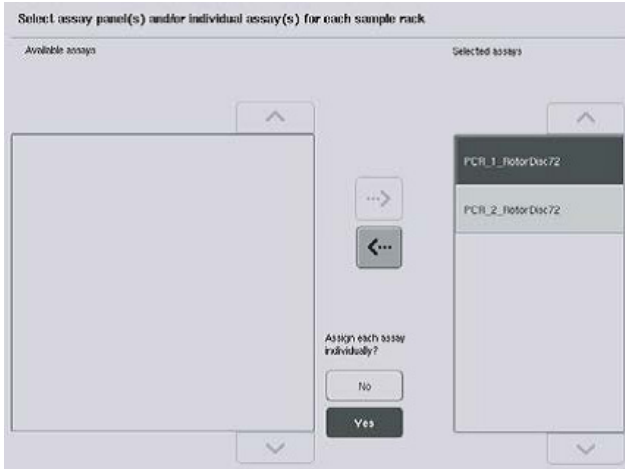 Select assay panel(s) and/or individual assay(s) for each sample rack
Available assays
Selected assays
PCR_1_RotorDisc72
PCR_2_RotorDisc72
Assign each assay
individually?
No
Yes